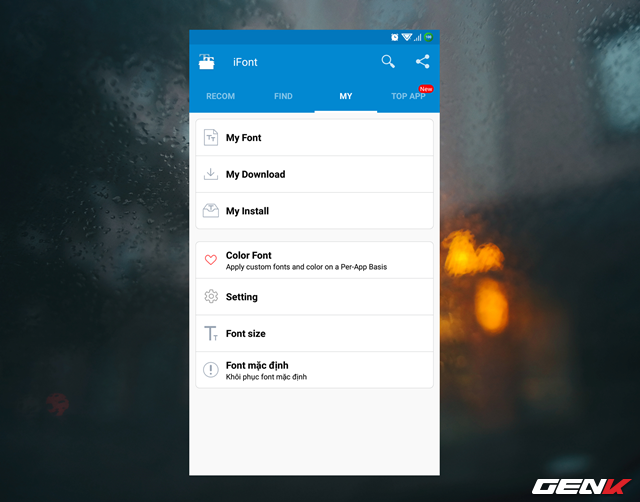 iFont
RECOM FIND MY TOP APP New
My Font
My Download
My Install
Color Font
Apply custom fonts and color on a Per-App Basis
Setting
Font size
Font mặc định
Khôi phục font mặc định
GENK